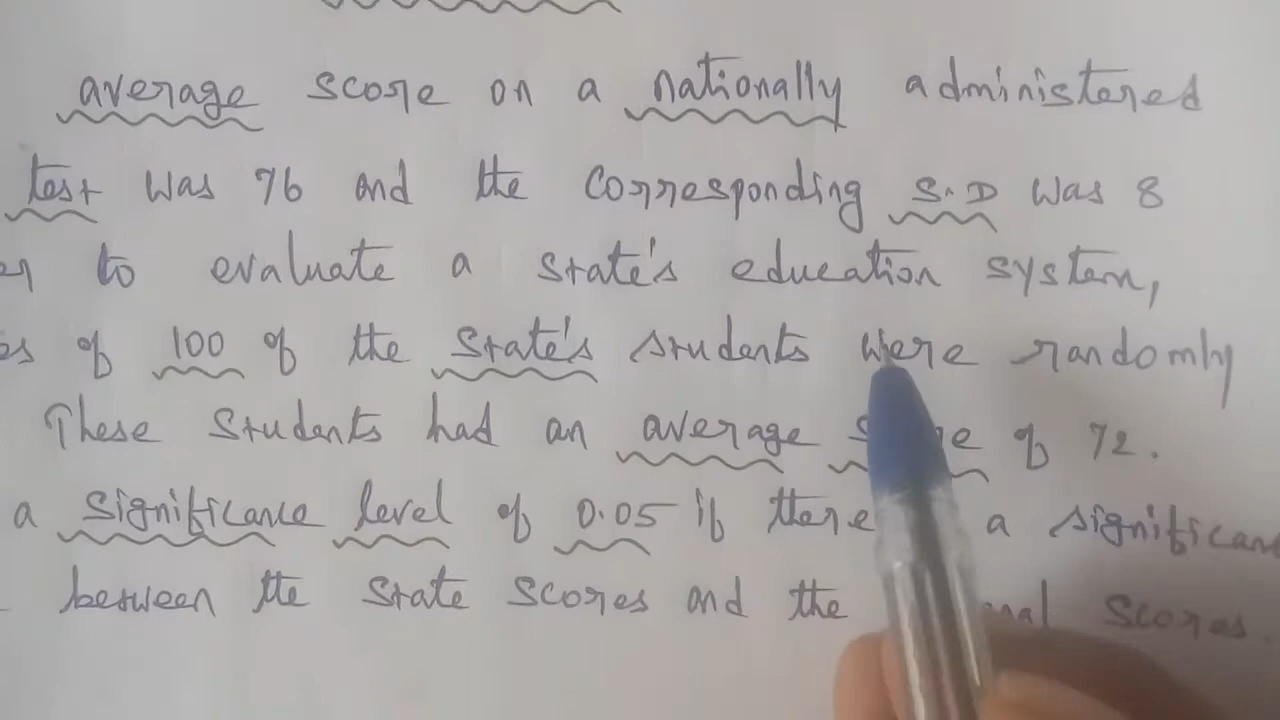 average score on a nationally administered
test was 76 and the corresponding S.D was 8
to evaluate a state's education system,
of 100 of the state's students were randomly
These students had an average of 72.
a significance level of 0.05 if there a significan
between the state scores and the scores.